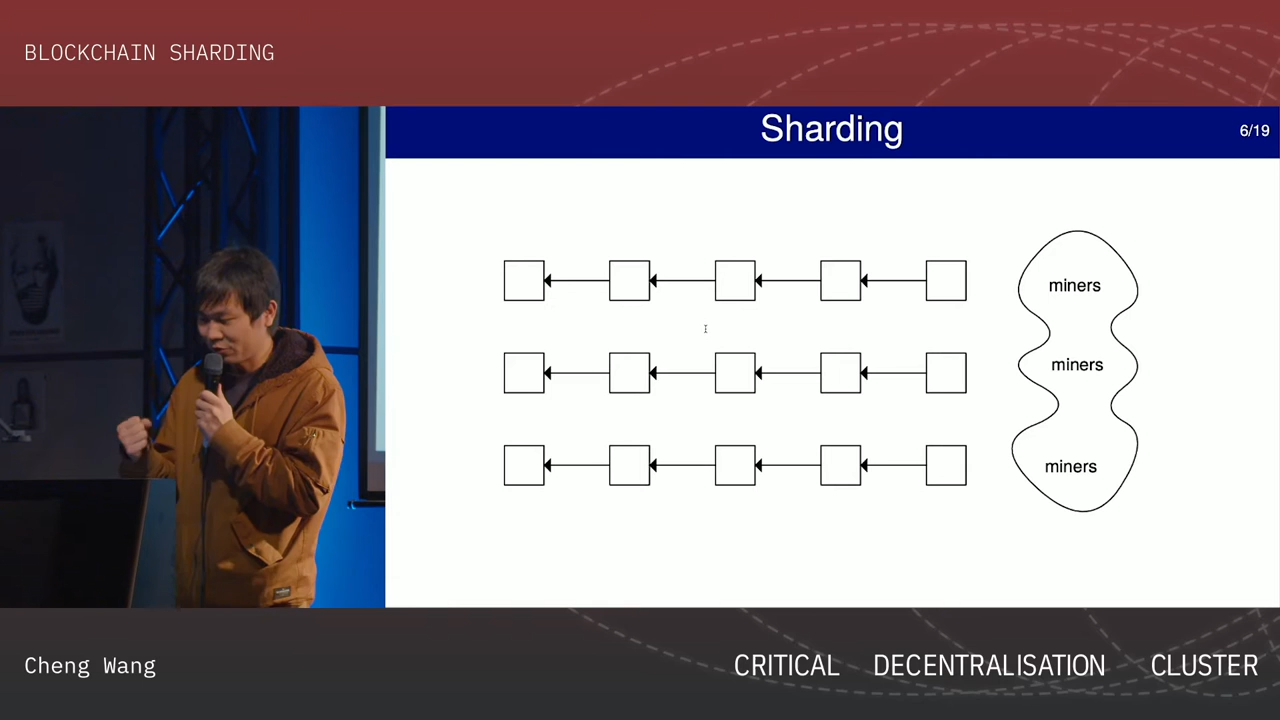 BLOCKCHAIN SHARDING
Sharding
6/19
miners
miners
miners
Cheng Wang
CRITICAL DECENTRALISATION CLUSTER